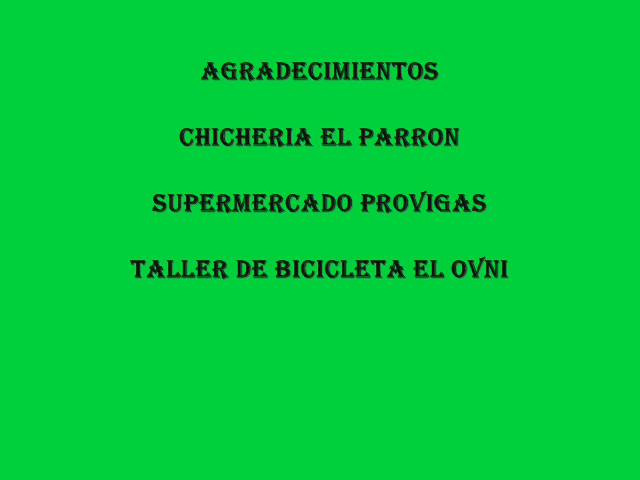 AGRADECIMIENTOS
CHICHERIA EL PARRON
SUPERMERCADO PROVIGAS
TALLER DE BICICLETA EL OVNI